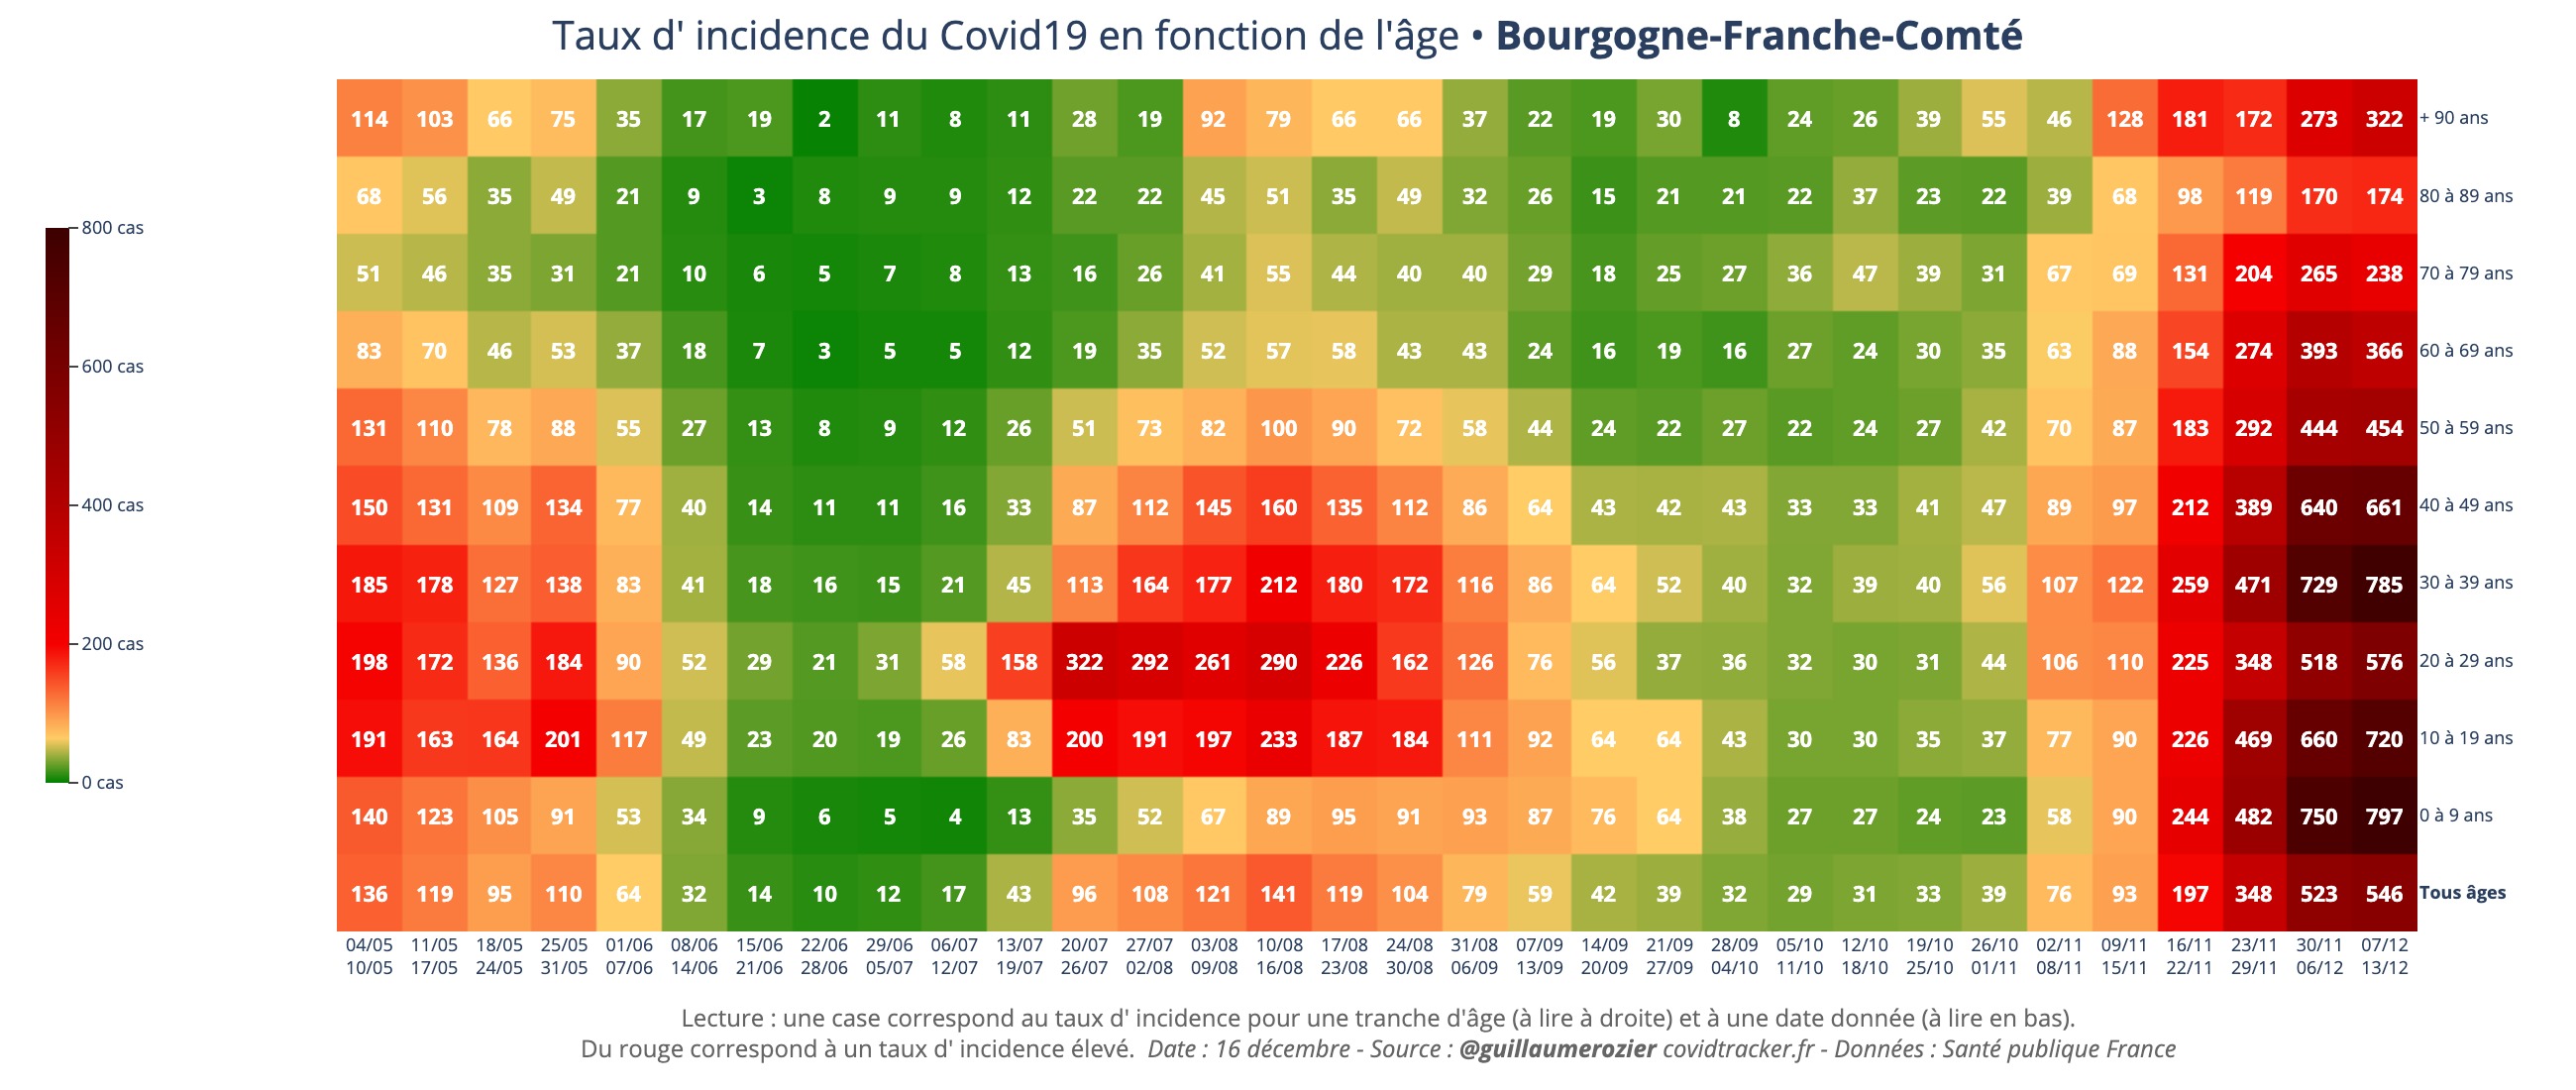 Taux d' incidence du Covid19 en fonction de l'âge • Bourgogne-Franche-Comté
800 cas
600 cas
400 cas
200 cas
0 cas
114 103 66 75 35 17 19 2 11 8 11 28 19 92 79 66 66 37 22 19 30 8 24 26 39 55 46 128 181 172 273 322 + 90 ans
68 56 35 49 21 9 3 8 9 9 12 22 22 45 51 35 49 32 26 15 21 21 22 37 23 22 39 68 98 119 170 174 80 à 89 ans
51 46 35 31 21 10 6 5 7 8 13 16 26 41 55 44 40 40 29 18 25 27 36 47 39 31 67 69 131 204 265 238 70 à 79 ans
83 70 46 53 37 18 7 3 5 5 12 19 35 52 57 58 43 43 24 16 19 16 27 24 30 35 63 88 154 274 393 366 60 à 69 ans
131 110 78 88 55 27 13 8 9 12 26 51 73 82 100 90 72 58 44 24 22 27 22 24 27 42 70 87 183 292 444 454 50 à 59 ans
150 131 109 134 77 40 14 11 11 16 33 87 112 145 160 135 112 86 64 43 42 43 33 33 41 47 89 97 212 389 640 661 40 à 49 ans
185 178 127 138 83 41 18 16 15 21 45 113 164 177 212 180 172 116 86 64 52 40 32 39 40 56 107 122 259 471 729 785 30 à 39 ans
198 172 136 184 90 52 29 21 31 58 158 322 292 261 290 226 162 126 76 56 37 36 32 30 31 44 106 110 225 348 518 576 20 à 29 ans
191 163 164 201 117 49 23 20 19 26 83 200 191 197 233 187 184 111 92 64 64 43 30 30 35 37 77 90 226 469 660 720 10 à 19 ans
140 123 105 91 53 34 9 6 5 4 13 35 52 67 89 95 91 93 87 76 64 38 27 27 24 23 58 90 244 482 750 797 0 à 9 ans
136 119 95 110 64 32 14 10 12 17 43 96 108 121 141 119 104 79 59 42 39 32 29 31 33 39 76 93 197 348 523 546 Tous âges
04/05 11/05 18/05 25/05 01/06 08/06 15/06 22/06 29/06 06/07 13/07 20/07 27/07 03/08 10/08 17/08 24/08 31/08 07/09 14/09 21/09 28/09 05/10 12/10 19/10 26/10 02/11 09/11 16/11 23/11 30/11 07/12
10/05 17/05 24/05 31/05 07/06 14/06 21/06 28/06 05/07 12/07 19/07 26/07 02/08 09/08 16/08 23/08 30/08 06/09 13/09 20/09 27/09 04/10 11/10 18/10 25/10 01/11 08/11 15/11 22/11 29/11 06/12 13/12
Lecture : une case correspond au taux d' incidence pour une tranche d'âge (à lire à droite) et à une date donnée (à lire en bas).
Du rouge correspond à un taux d' incidence élevé. Date : 16 décembre - Source : @guillaumerozier covidtracker.fr - Données : Santé publique France